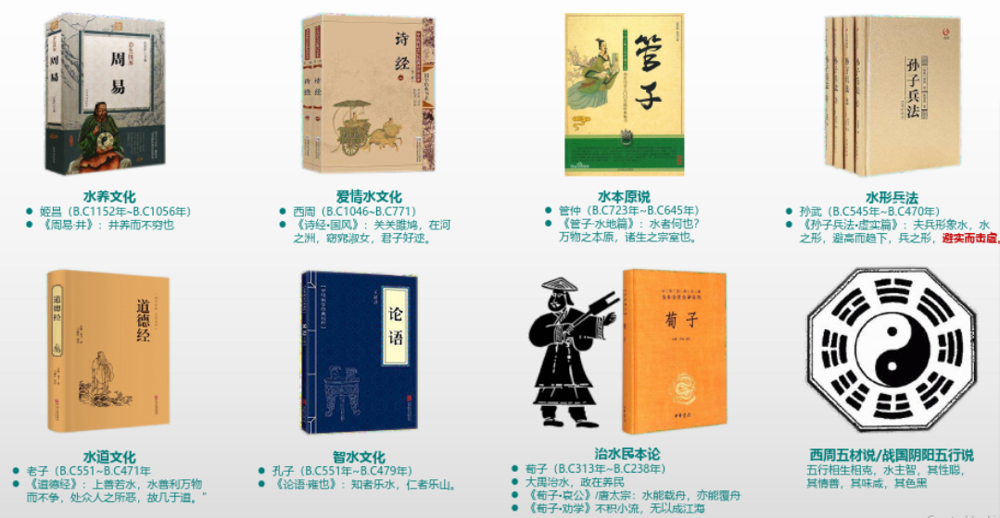 周易
周易
诗经
诗经
诗经
管子
孙子兵法
孙子兵法
水养文化
● 姬昌（B.C1152年~B.C1056年）
● 《周易·井》：井养而不穷也
爱情水文化
● 西周（B.C1046~B.C771）
● 《诗经·国风》：关关雎鸠，在河
之洲，窈窕淑女，君子好逑。
水本原说
● 管仲（B.C723年~B.C645年）
● 《管子·水地篇》：水者何也？
万物之本原，诸生之宗室也。
水形兵法
● 孙武（B.C545年~B.C470年）
● 《孙子兵法·虚实篇》：夫兵形象水，水
之形，避高而趋下，兵之形，避实而击虚。
道德经
道德经
论语
荀子
水道文化
● 老子（B.C551~B.C471年
● 《道德经》：上善若水，水善利万物
而不争，处众人之所恶，故几于道。”
智水文化
● 孔子（B.C551年~B.C479年）
● 《论语·雍也》：知者乐水，仁者乐山。
治水民本论
● 荀子（B.C313年~B.C238年）
● 大禹治水，政在养民
● 《荀子·哀公》/唐太宗：水能载舟，亦能覆舟
● 《荀子·劝学》不积小流，无以成江海
西周五材说/战国阴阳五行说
五行相生相克，水主智，其性聪，
其情善，其味咸，其色黑